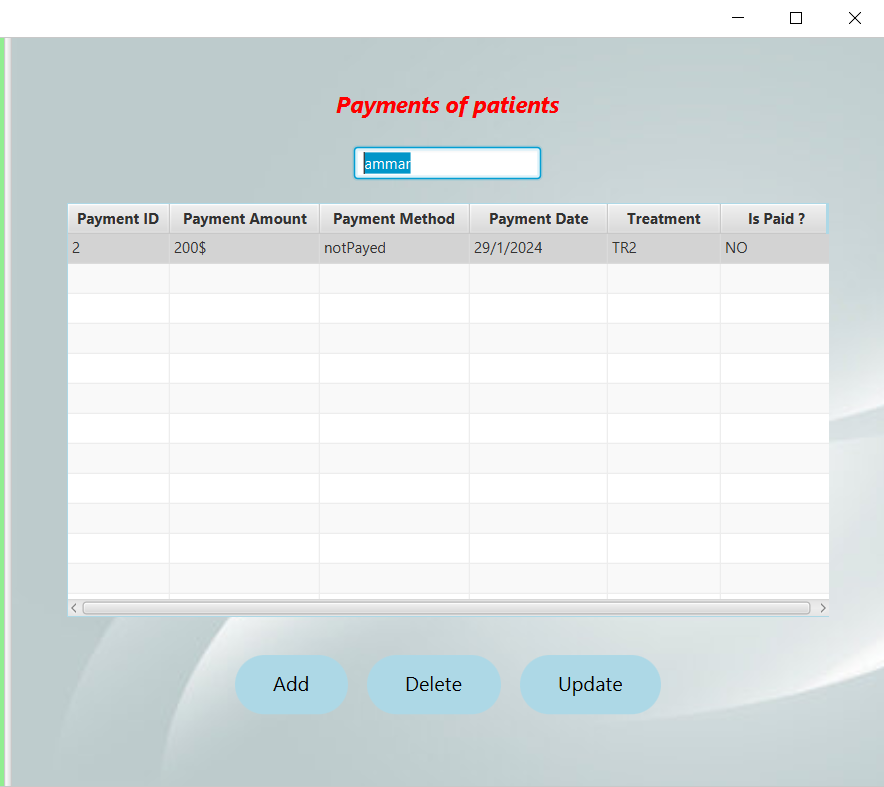 Payments of patients
ammar
Payment ID Payment Amount Payment Method Payment Date Treatment Is Paid ?
2 200$ notPayed 29/1/2024 TR2 NO
Add Delete Update